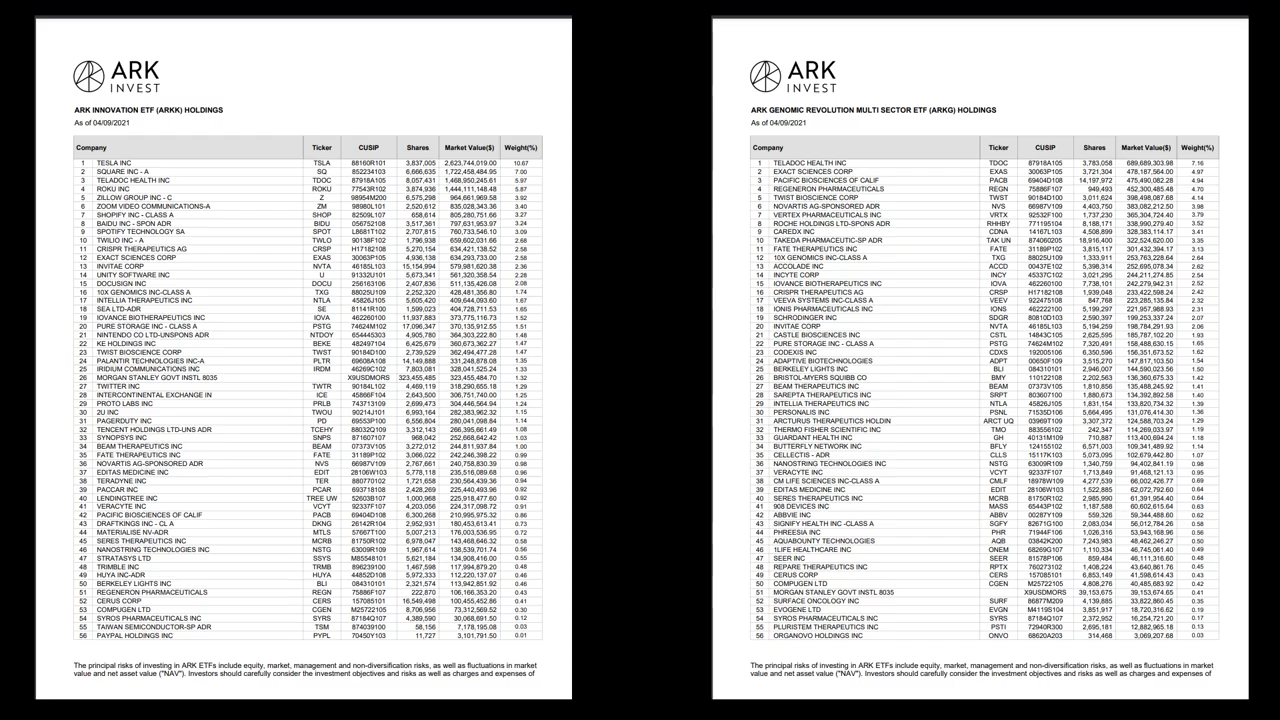 ARK
INVEST
ARK INNOVATION ETF (ARKK) HOLDINGS
As of 04/09/2021
Company Ticker CUSIP Shares Market Value($) Weight(%)
1 TESLA INC TSLA 88160R101 3,837,005 2,623,744,019.00 10.67
2 SQUARE INC - A SQ 852234103 6,666,635 1,722,458,484.95 7.00
3 TELADOC HEALTH INC TDOC 87918A105 8,057,431 1,468,950,245.61 5.97
4 ROKU INC ROKU 77543R102 3,874,936 1,444,111,148.48 5.87
5 ZILLOW GROUP INC - C Z 98954M200 6,575,298 964,661,969.58 3.92
6 ZOOM VIDEO COMMUNICATIONS-A ZM 98980L101 2,520,612 835,028,343.36 3.40
7 SHOPIFY INC - CLASS A SHOP 82509L107 658,614 805,280,751.66 3.27
8 BAIDU INC - SPON ADR BIDU 056752108 3,517,361 797,631,953.97 3.24
9 SPOTIFY TECHNOLOGY SA SPOT L8681T102 2,707,815 760,733,546.10 3.09
10 TWILIO INC - A TWLO 90138F102 1,796,938 659,602,031.66 2.68
11 CRISPR THERAPEUTICS AG CRSP H17182108 5,270,154 634,421,138.52 2.58
12 EXACT SCIENCES CORP EXAS 30063P105 4,936,138 634,293,733.00 2.58
13 INVITAE CORP NVTA 46185L103 15,154,994 579,981,620.38 2.36
14 UNITY SOFTWARE INC U 91332U101 5,673,341 561,320,358.54 2.28
15 DOCUSIGN INC DOCU 256163106 2,407,836 511,135,426.08 2.08
16 10X GENOMICS INC-CLASS A TXG 88025U109 2,252,320 428,481,356.80 1.74
17 INTELLIA THERAPEUTICS INC NTLA 45826J105 5,605,420 409,644,093.60 1.67
18 SEA LTD-ADR SE 81141R100 1,599,023 404,728,711.53 1.65
19 IOVANCE BIOTHERAPEUTICS INC IOVA 462260100 11,937,883 373,775,116.73 1.52
20 PURE STORAGE INC - CLASS A PSTG 74624M102 17,096,347 370,135,912.55 1.51
21 NINTENDO CO LTD-UNSPONS ADR NTDOY 654445303 4,905,780 364,303,222.80 1.48
22 KE HOLDINGS INC BEKE 482497104 6,425,780 360,673,362.27 1.47
23 TWIST BIOSCIENCE CORP TWST 90184D100 2,739,529 362,494,477.28 1.47
24 PALANTIR TECHNOLOGIES INC-A PLTR 69608A108 14,149,888 331,248,878.08 1.35
25 IRIDIUM COMMUNICATIONS INC IRDM 46269C102 7,803,081 328,041,525.24 1.33
26 MORGAN STANLEY GOVT INSTL 8035 X9USDMORS 323,455,485 323,455,484.70 1.32
27 TWITTER INC TWTR 90184L102 4,469,119 318,290,655.18 1.29
28 INTERCONTINENTAL EXCHANGE IN ICE 45866F104 2,643,500 306,751,740.00 1.25
29 PROTO LABS INC PRLB 743713109 2,699,473 304,446,564.94 1.24
30 2U INC TWOU 90214J101 6,993,164 282,383,962.32 1.15
31 PAGERDUTY INC PD 69553P100 6,556,804 280,041,098.84 1.14
32 TENCENT HOLDINGS LTD-UNS ADR TCEHY 88032Q109 3,312,143 266,395,661.49 1.08
33 SYNOPSYS INC SNPS 871607107 968,042 252,668,642.42 1.03
34 BEAM THERAPEUTICS INC BEAM 07373V105 2,932,120 244,811,937.84 1.00
35 FATE THERAPEUTICS INC FATE 31189P102 3,066,022 242,246,398.22 0.99
36 NOVARTIS AG-SPONSORED ADR NVS 66987V109 2,767,661 240,758,830.39 0.98
37 EDITAS MEDICINE INC EDIT 28106W103 5,778,118 235,516,089.68 0.96
38 TERADYNE INC TER 880770102 1,721,658 230,564,439.36 0.94
39 PACCAR INC PCAR 693718108 2,428,269 225,440,493.96 0.92
40 LENDINGTREE INC TREE UW 52603B107 1,000,968 225,918,477.60 0.92
41 VERACYTE INC VCYT 92337F107 4,203,056 224,317,098.72 0.91
42 PACIFIC BIOSCIENCES OF CALIF PACB 69404D108 6,300,268 210,995,975.32 0.86
43 DRAFTKINGS INC - CL A DKNG 26142R104 2,952,931 180,453,613.41 0.73
44 MATERIALISE NV-ADR MTLS 57667T100 5,007,213 176,003,536.95 0.72
45 SERES THERAPEUTICS INC MCRB 81750R102 6,978,047 143,468,646.32 0.58
46 NANOSTRING TECHNOLOGIES INC NSTG 63009R109 1,967,614 138,539,701.74 0.56
47 STRATASYS LTD SSYS M85548101 5,621,184 134,908,416.00 0.55
48 TRIMBLE INC TRMB 896239100 1,467,598 117,994,879.20 0.48
49 HUYA INC-ADR HUYA 44852D108 5,972,333 112,220,137.07 0.46
50 BERKELEY LIGHTS INC BLI 084310101 2,321,574 113,942,851.92 0.46
51 REGENERON PHARMACEUTICALS REGN 75886F107 222,870 106,166,353.20 0.43
52 CERUS CORP CERS 157085101 16,549,498 100,455,452.86 0.41
53 COMPUGEN LTD CGEN M25722105 8,706,956 73,312,569.52 0.30
54 SYROS PHARMACEUTICALS INC SYRS 87184Q107 4,389,590 30,068,691.50 0.12
55 TAIWAN SEMICONDUCTOR-SP ADR TSM 874039100 58,156 7,178,195.08 0.03
56 PAYPAL HOLDINGS INC PYPL 70450Y103 11,727 3,101,791.50 0.01
The principal risks of investing in ARK ETFs include equity, market, management and non-diversification risks, as well as fluctuations in market
value and net asset value ("NAV"). Investors should carefully consider the investment objectives and risks as well as charges and expenses of
ARK
INVEST
ARK GENOMIC REVOLUTION MULTI SECTOR ETF (ARKG) HOLDINGS
As of 04/09/2021
Company Ticker CUSIP Shares Market Value($) Weight(%)
1 TELADOC HEALTH INC TDOC 87918A105 3,783,058 689,689,303.98 7.16
2 EXACT SCIENCES CORP EXAS 30063P105 3,721,304 478,187,564.00 4.97
3 PACIFIC BIOSCIENCES OF CALIF PACB 69404D108 14,197,972 475,490,082.28 4.94
4 REGENERON PHARMACEUTICALS REGN 75886F107 949,493 452,300,485.48 4.70
5 TWIST BIOSCIENCE CORP TWST 90184D100 3,011,624 398,498,087.68 4.14
6 NOVARTIS AG-SPONSORED ADR NVS 66987V109 4,403,750 383,082,212.50 3.98
7 VERTEX PHARMACEUTICALS INC VRTX 92532F100 1,737,230 365,304,724.40 3.79
8 ROCHE HOLDINGS LTD-SPONS ADR RHHBY 771195104 8,188,171 338,990,279.40 3.52
9 CAREDX INC CDNA 14167L103 4,508,899 328,383,114.17 3.41
10 TAKEDA PHARMACEUTIC-SP ADR TAK UN 874060205 18,916,400 322,524,620.00 3.35
11 FATE THERAPEUTICS INC FATE 31189P102 3,815,117 301,432,394.17 3.13
12 10X GENOMICS INC-CLASS A TXG 88025U109 1,333,911 253,763,228.64 2.64
13 ACCOLADE INC ACCD 00437E102 5,398,314 252,695,078.34 2.62
14 INCYTE CORP INCY 45337C102 3,021,295 244,211,274.85 2.54
15 IOVANCE BIOTHERAPEUTICS INC IOVA 462260100 7,738,141 242,279,942.31 2.52
16 CRISPR THERAPEUTICS AG CRSP H17182108 1,939,048 233,422,598.24 2.42
17 VEEVA SYSTEMS INC-CLASS A VEEV 922475108 847,768 223,285,135.84 2.32
18 IONIS PHARMACEUTICALS INC IONS 462222100 5,199,297 221,957,988.93 2.31
19 SCHRODINGER INC SDGR 80810D103 2,590,397 199,253,337.24 2.07
20 INVITAE CORP NVTA 46185L103 5,194,259 198,784,291.93 2.06
21 CASTLE BIOSCIENCES INC CSTL 14843C105 2,625,595 185,787,102.20 1.93
22 PURE STORAGE INC - CLASS A PSTG 74624M102 7,320,491 158,488,630.15 1.65
23 CODEXIS INC CDXS 192005106 6,350,596 156,351,673.52 1.62
24 ADAPTIVE BIOTECHNOLOGIES ADPT 00650F109 3,515,270 147,817,103.50 1.54
25 BERKELEY LIGHTS INC BLI 084310101 2,946,007 144,590,023.56 1.50
26 BRISTOL-MYERS SQUIBB CO BMY 110122108 2,202,563 136,360,675.33 1.42
27 BEAM THERAPEUTICS INC BEAM 07373V105 1,810,856 135,488,245.92 1.41
28 SAREPTA THERAPEUTICS INC SRPT 803607100 1,880,673 134,392,892.58 1.40
29 INTELLIA THERAPEUTICS INC NTLA 45826J105 1,831,154 133,820,734.32 1.39
30 PERSONALIS INC PSNL 71535D106 5,664,495 131,076,414.30 1.36
31 ARCTURUS THERAPEUTICS HOLDIN ARCT UQ 03969T109 3,307,372 124,588,703.24 1.29
32 THERMO FISHER SCIENTIFIC INC TMO 883556102 242,347 114,269,033.97 1.19
33 GUARDANT HEALTH INC GH 40131M109 710,887 113,400,694.24 1.18
34 BUTTERFLY NETWORK INC BFLY 124155102 6,571,003 109,341,489.92 1.14
35 CELLECTIS - ADR CLLS 15117K103 5,073,095 102,679,442.80 1.07
36 NANOSTRING TECHNOLOGIES INC NSTG 63009R109 1,340,759 94,402,841.19 0.98
37 VERACYTE INC VCYT 92337F107 1,713,849 91,468,121.13 0.95
38 CM LIFE SCIENCES INC-CLASS A CMLF 18978W109 4,277,539 66,002,426.77 0.69
39 EDITAS MEDICINE INC EDIT 28106W103 1,522,885 62,072,792.60 0.64
40 SERES THERAPEUTICS INC MCRB 81750R102 2,985,990 61,391,954.40 0.64
41 908 DEVICES INC MASS 65443P102 1,187,588 60,602,615.64 0.63
42 ABBVIE INC ABBV 00287Y109 559,326 59,344,488.60 0.62
43 SIGNIFY HEALTH INC -CLASS A SGFY 82671G100 2,083,034 56,012,784.26 0.58
44 PHREESIA INC PHR 71944F106 1,026,315 53,943,168.96 0.56
45 AQUABOUNTY TECHNOLOGIES AQB 03842K200 7,243,983 48,462,246.27 0.50
46 1LIFE HEALTHCARE INC ONEM 68269G107 1,110,334 46,745,061.40 0.49
47 SEER INC SEER 81578P106 859,484 46,111,316.60 0.48
48 REPARE THERAPEUTICS INC RPTX 760273102 1,408,224 43,640,861.76 0.45
49 CERUS CORP CERS 157085101 6,853,149 41,598,614.43 0.43
50 COMPUGEN LTD CGEN M25722105 4,808,276 40,485,683.92 0.42
51 MORGAN STANLEY GOVT INSTL 8035 X9USDMORS 39,153,675 39,153,674.65 0.41
52 SURFACE ONCOLOGY INC SURF 86877M209 4,139,885 33,822,860.45 0.35
53 EVOGENE LTD EVGN M4119S104 3,851,917 18,720,316.62 0.19
54 SYROS PHARMACEUTICALS INC SYRS 87184Q107 2,372,952 16,254,721.20 0.17
55 PLURISTEM THERAPEUTICS INC PSTI 72940R300 2,695,181 12,882,965.18 0.13
56 ORGANOVO HOLDINGS INC ONVO 68620A203 314,468 3,069,207.68 0.03
The principal risks of investing in ARK ETFs include equity, market, management and non-diversification risks, as well as fluctuations in market
value and net asset value ("NAV"). Investors should carefully consider the investment objectives and risks as well as charges and expenses of